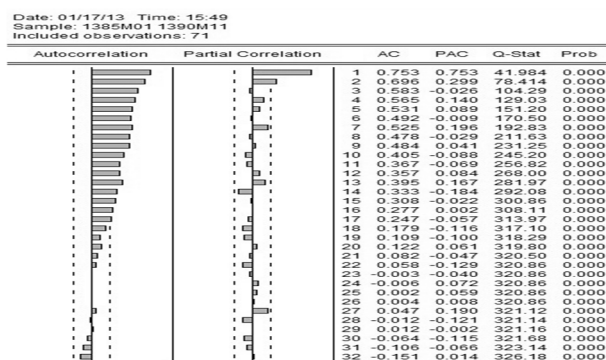 Date: 01/17/13 Time: 15:49
Sample: 1385M01 1390M11
Included observations: 71
Autocorrelation Partial Correlation AC PAC Q-Stat Prob
1 0.753 0.753 41.984 0.000
2 0.696 0.299 78.414 0.000
3 0.583 -0.026 104.29 0.000
4 0.565 0.140 129.03 0.000
5 0.531 0.089 151.20 0.000
6 0.492 -0.009 170.50 0.000
7 0.525 0.196 192.83 0.000
8 0.478 -0.029 211.63 0.000
9 0.484 0.041 231.25 0.000
10 0.405 -0.088 245.20 0.000
11 0.367 -0.069 256.82 0.000
12 0.357 0.084 268.00 0.000
13 0.395 0.167 281.97 0.000
14 0.333 -0.184 292.08 0.000
15 0.308 -0.022 300.86 0.000
16 0.277 0.002 308.11 0.000
17 0.247 -0.057 313.97 0.000
18 0.179 -0.116 317.10 0.000
19 0.109 -0.100 318.29 0.000
20 0.122 0.061 319.80 0.000
21 0.082 -0.047 320.50 0.000
22 0.058 -0.129 320.86 0.000
23 -0.003 -0.040 320.86 0.000
24 -0.006 0.072 320.86 0.000
25 0.002 0.059 320.86 0.000
26 0.004 0.008 320.86 0.000
27 0.047 0.190 321.12 0.000
28 -0.012 -0.121 321.14 0.000
29 0.012 -0.002 321.16 0.000
30 -0.064 -0.115 321.68 0.000
31 -0.106 -0.066 323.14 0.000
32 -0.151 0.014 326.18 0.000